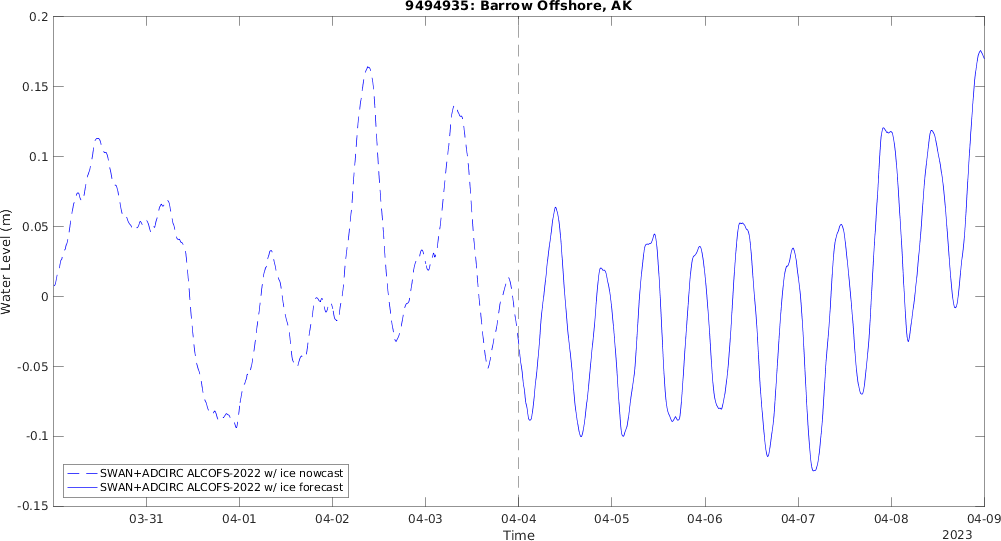 9494935: Barrow Offshore, AK
0.2
0.15
0.1
0.05
0
-0.05
-0.1
-0.15
Water Level (m)
SWAN+ADCIRC ALCOFS-2022 w/ ice nowcast
SWAN+ADCIRC ALCOFS-2022 w/ ice forecast
03-31 04-01 04-02 04-03 04-04 04-05 04-06 04-07 04-08 04-09
Time
2023